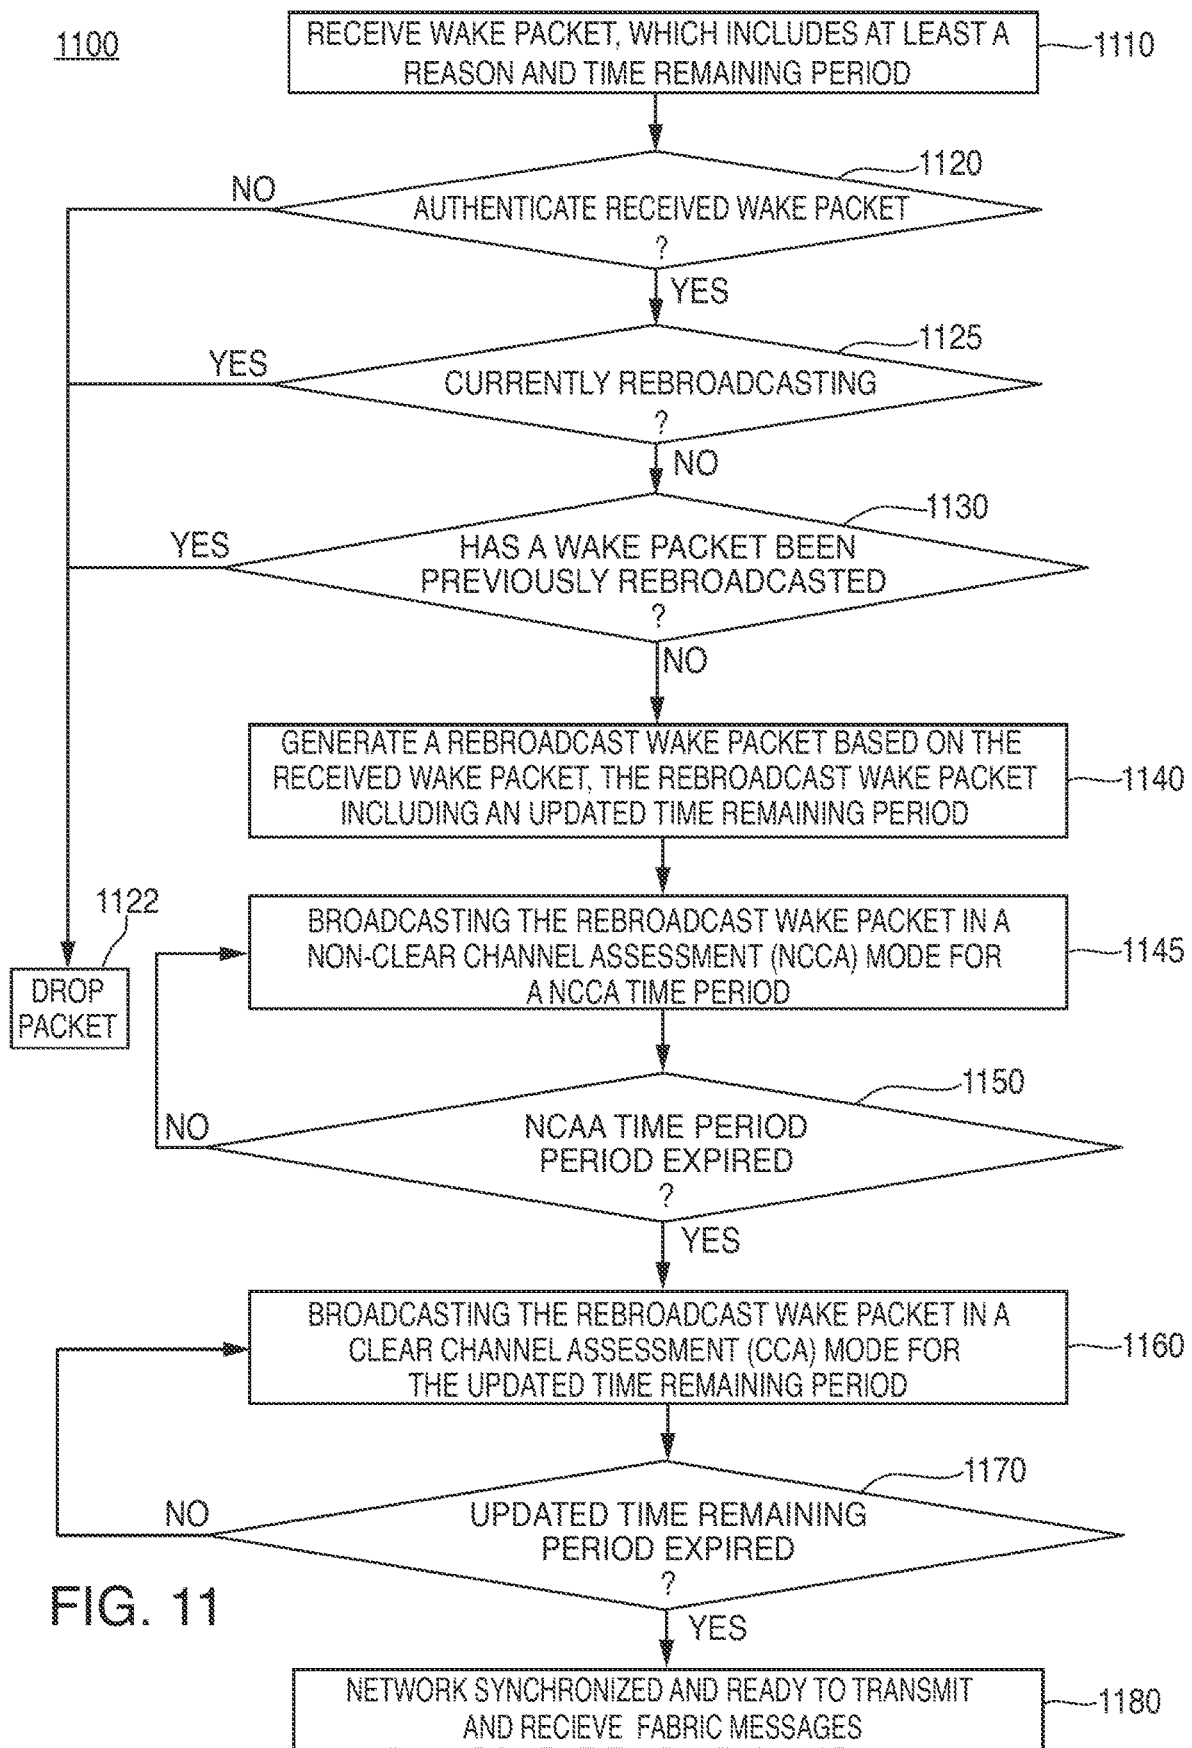 1100
RECEIVE WAKE PACKET, WHICH INCLUDES AT LEAST A
REASON AND TIME REMAINING PERIOD
1110
1120
NO
AUTHENTICATE RECEIVED WAKE PACKET
?
YES
1125
YES
CURRENTLY REBROADCASTING
?
NO
1130
YES
HAS A WAKE PACKET BEEN
PREVIOUSLY REBROADCASTED
?
NO
GENERATE A REBROADCAST WAKE PACKET BASED ON THE
RECEIVED WAKE PACKET, THE REBROADCAST WAKE PACKET
INCLUDING AN UPDATED TIME REMAINING PERIOD
1140
1122
DROP
PACKET
BROADCASTING THE REBROADCAST WAKE PACKET IN A
NON-CLEAR CHANNEL ASSESSMENT (NCCA) MODE FOR
A NCCA TIME PERIOD
1145
1150
NO
NCAA TIME PERIOD
PERIOD EXPIRED
?
YES
BROADCASTING THE REBROADCAST WAKE PACKET IN A
CLEAR CHANNEL ASSESSMENT (CCA) MODE FOR
THE UPDATED TIME REMAINING PERIOD
1160
1170
NO
UPDATED TIME REMAINING
PERIOD EXPIRED
?
YES
FIG. 11
NETWORK SYNCHRONIZED AND READY TO TRANSMIT
AND RECIEVE FABRIC MESSAGES
1180